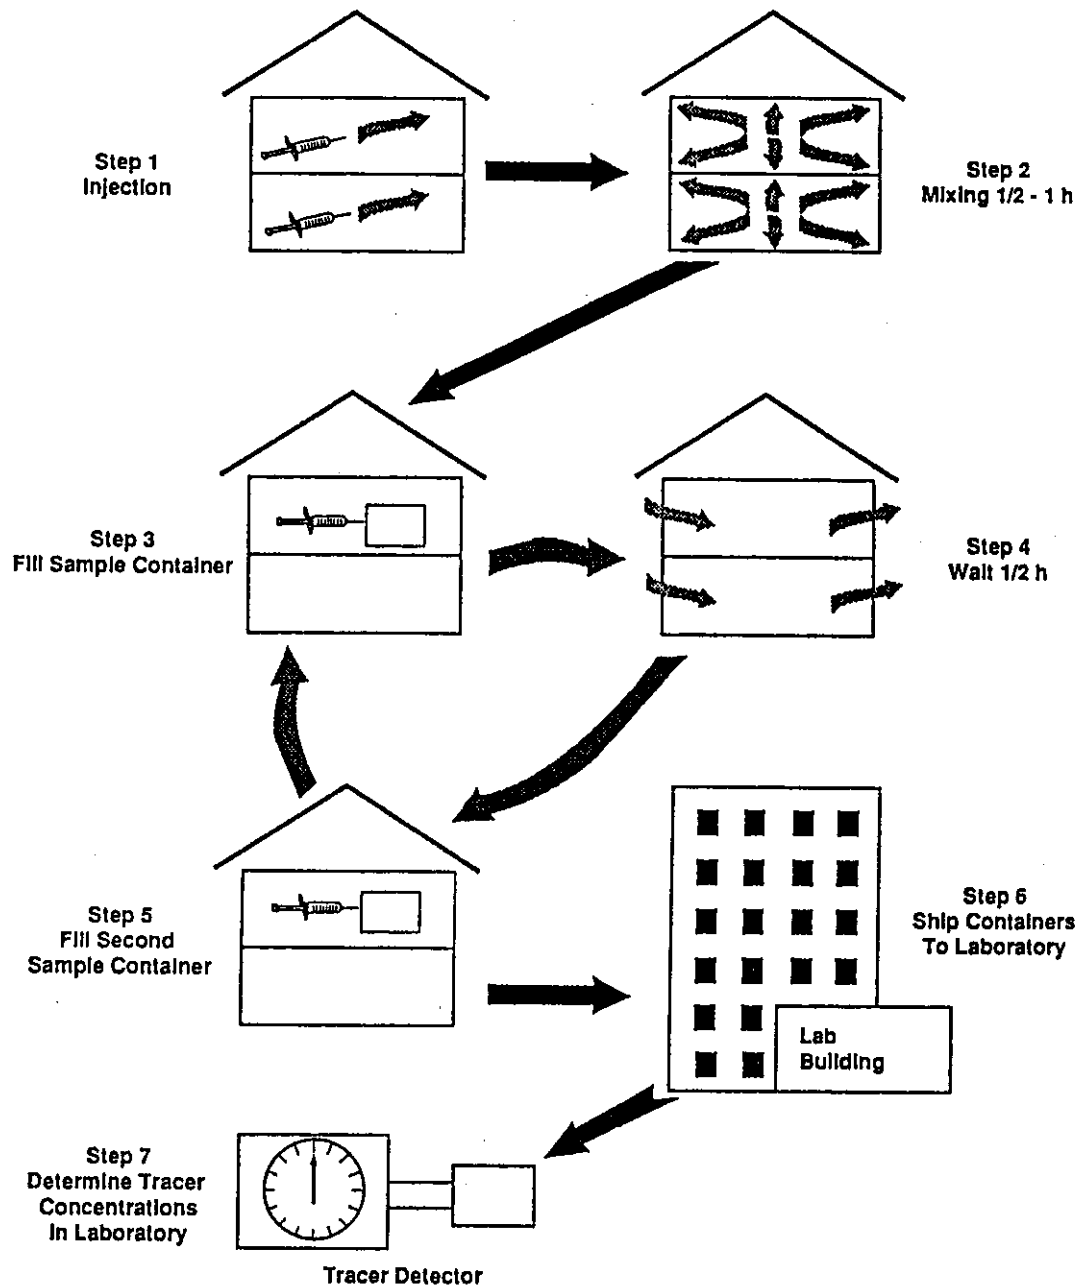 Step 1
Injection
Step 2
Mixing 1/2 - 1 h
Step 3
Fill Sample Container
Step 4
Wait 1/2 h
Step 5
Fill Second
Sample Container
Step 6
Ship Containers
To Laboratory
Lab
Building
Step 7
Determine Tracer
Concentrations
In Laboratory
Tracer Detector